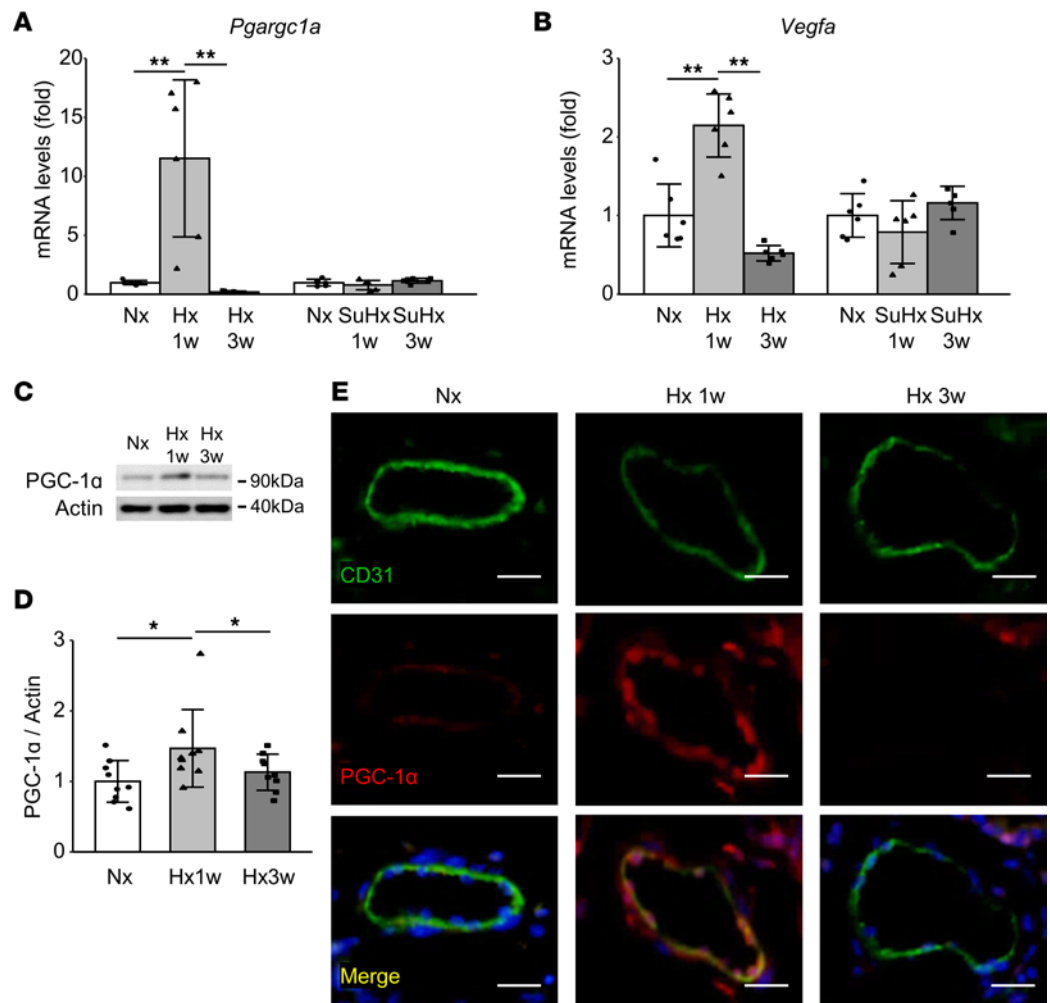 A
Pgargc1a
mRNA levels (fold)
20
15
10
5
0
** **
Nx Hx Hx Nx SuHx SuHx
1w 3w 1w 3w
B
Vegfa
mRNA levels (fold)
3
2
1
0
** **
Nx Hx Hx Nx SuHx SuHx
1w 3w 1w 3w
C
Nx Hx Hx
1w 3w
PGC-1α - 90kDa
Actin - 40kDa
D
PGC-1α / Actin
3
2
1
0
* *
Nx Hx1w Hx3w
E
Nx Hx 1w Hx 3w
CD31
PGC-1α
Merge